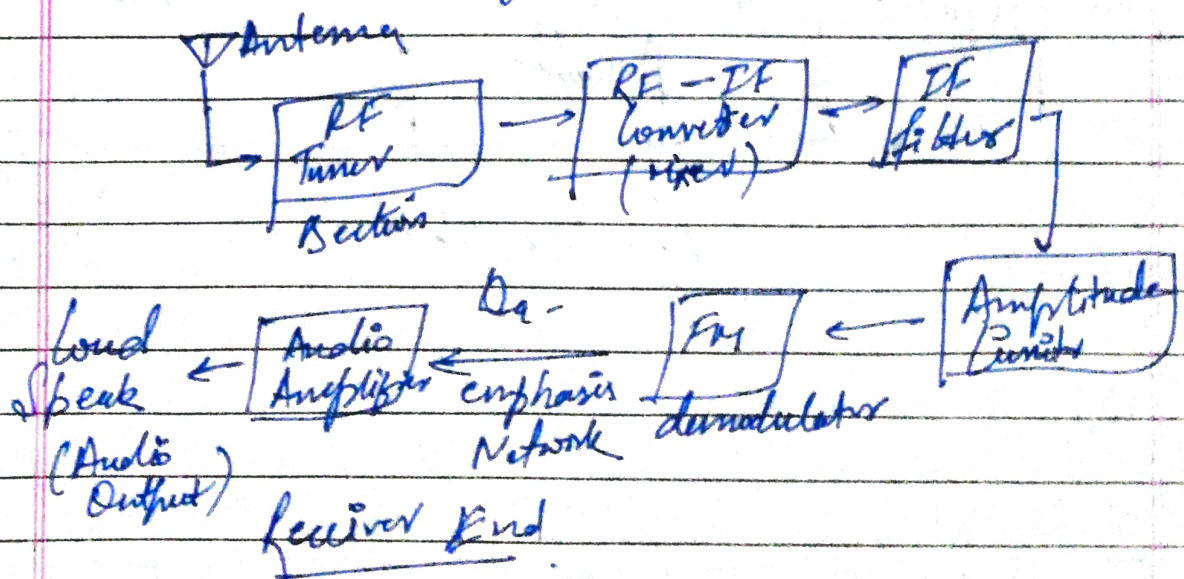 Antenna
RF
Tuner
Section
RF - IF
Converter
(mixer)
IF
filter
Amplitude
Limiter
FM
demodulator
De-
emphasis
Network
Audio
Amplifier
Loud
Speak
(Audio
Output)
Receiver End